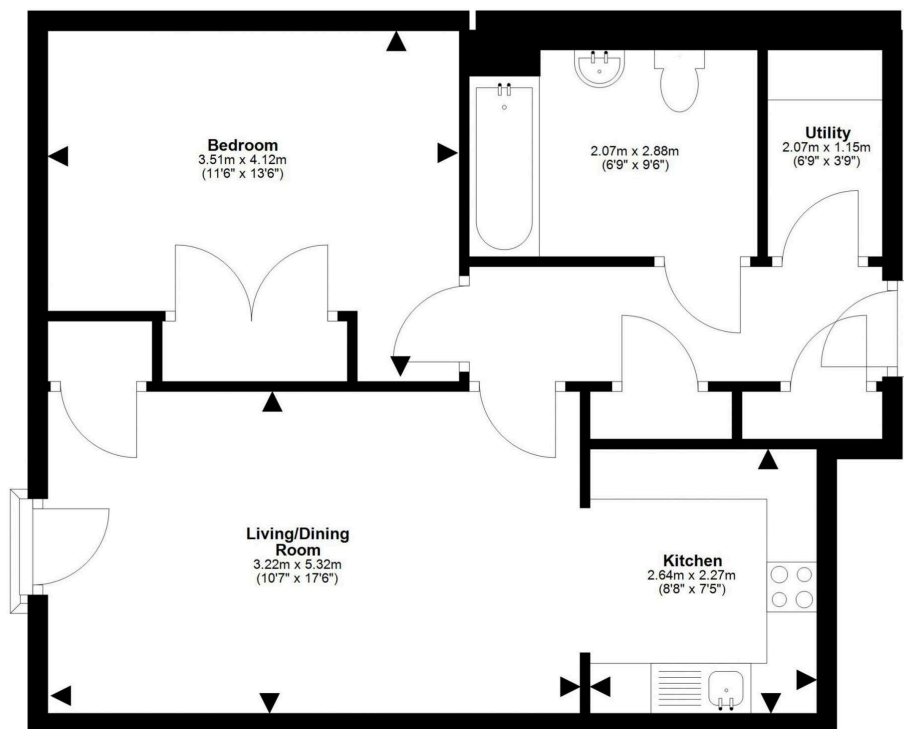 Bedroom
3.51m x 4.12m
(11'6" x 13'6")
2.07m x 2.88m
(6'9" x 9'6")
Utility
2.07m x 1.15m
(6'9" x 3'9")
Living/Dining
Room
3.22m x 5.32m
(10'7" x 17'6")
Kitchen
2.64m x 2.27m
(8'8" x 7'5")